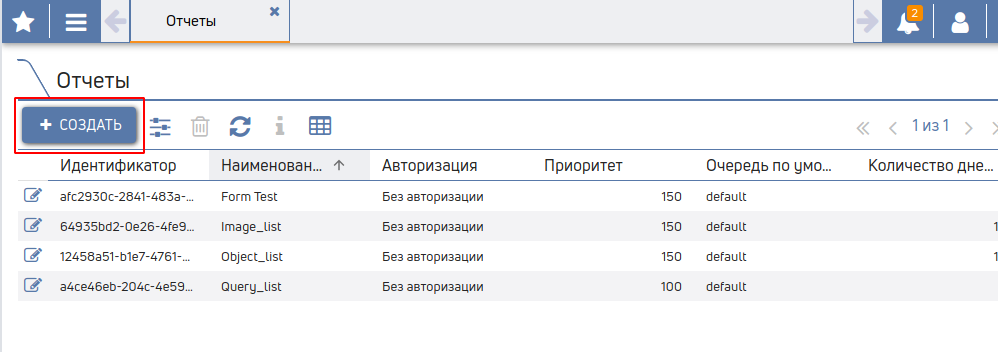 Отчеты
2
Отчеты
+ СОЗДАТЬ
1 из 1
Идентификатор Наименован... Авторизация Приоритет Очередь по умо... Количество дне...
afc2930c-2841-483a-... Form Test Без авторизации 150 default
64935bd2-0e26-4fe9... Image_list Без авторизации 150 default 1
12458a51-b1e7-4761-... Object_list Без авторизации 150 default 1
a4ce46eb-204c-4e59... Query_list Без авторизации 100 default